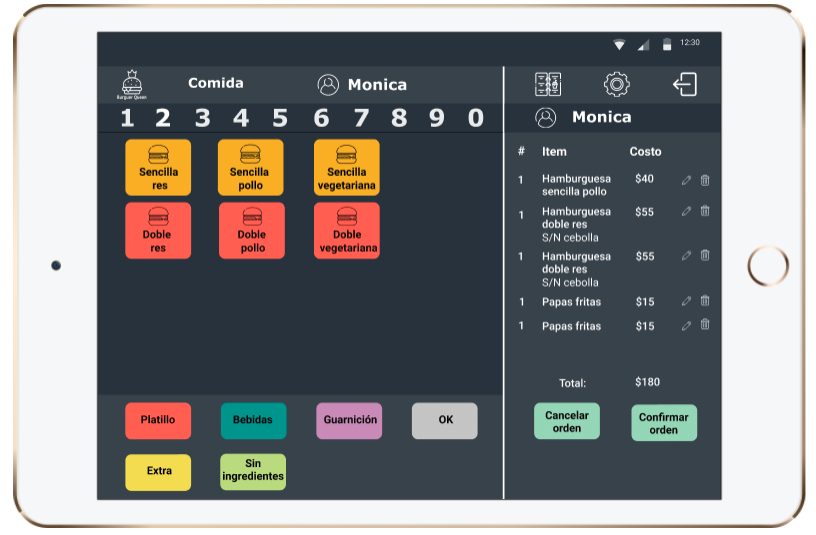 12:30
Burguer Queen
Comida
Monica
1 2 3 4 5 6 7 8 9 0
Sencilla
res
Sencilla
pollo
Sencilla
vegetariana
Doble
res
Doble
pollo
Doble
vegetariana
Platillo
Bebidas
Guarnición
OK
Extra
Sin
ingredientes
Monica
# Item Costo
1 Hamburguesa $40
sencilla pollo
1 Hamburguesa $55
doble res
S/N cebolla
1 Hamburguesa $55
doble res
S/N cebolla
1 Papas fritas $15
1 Papas fritas $15
Total: $180
Cancelar
orden
Confirmar
orden